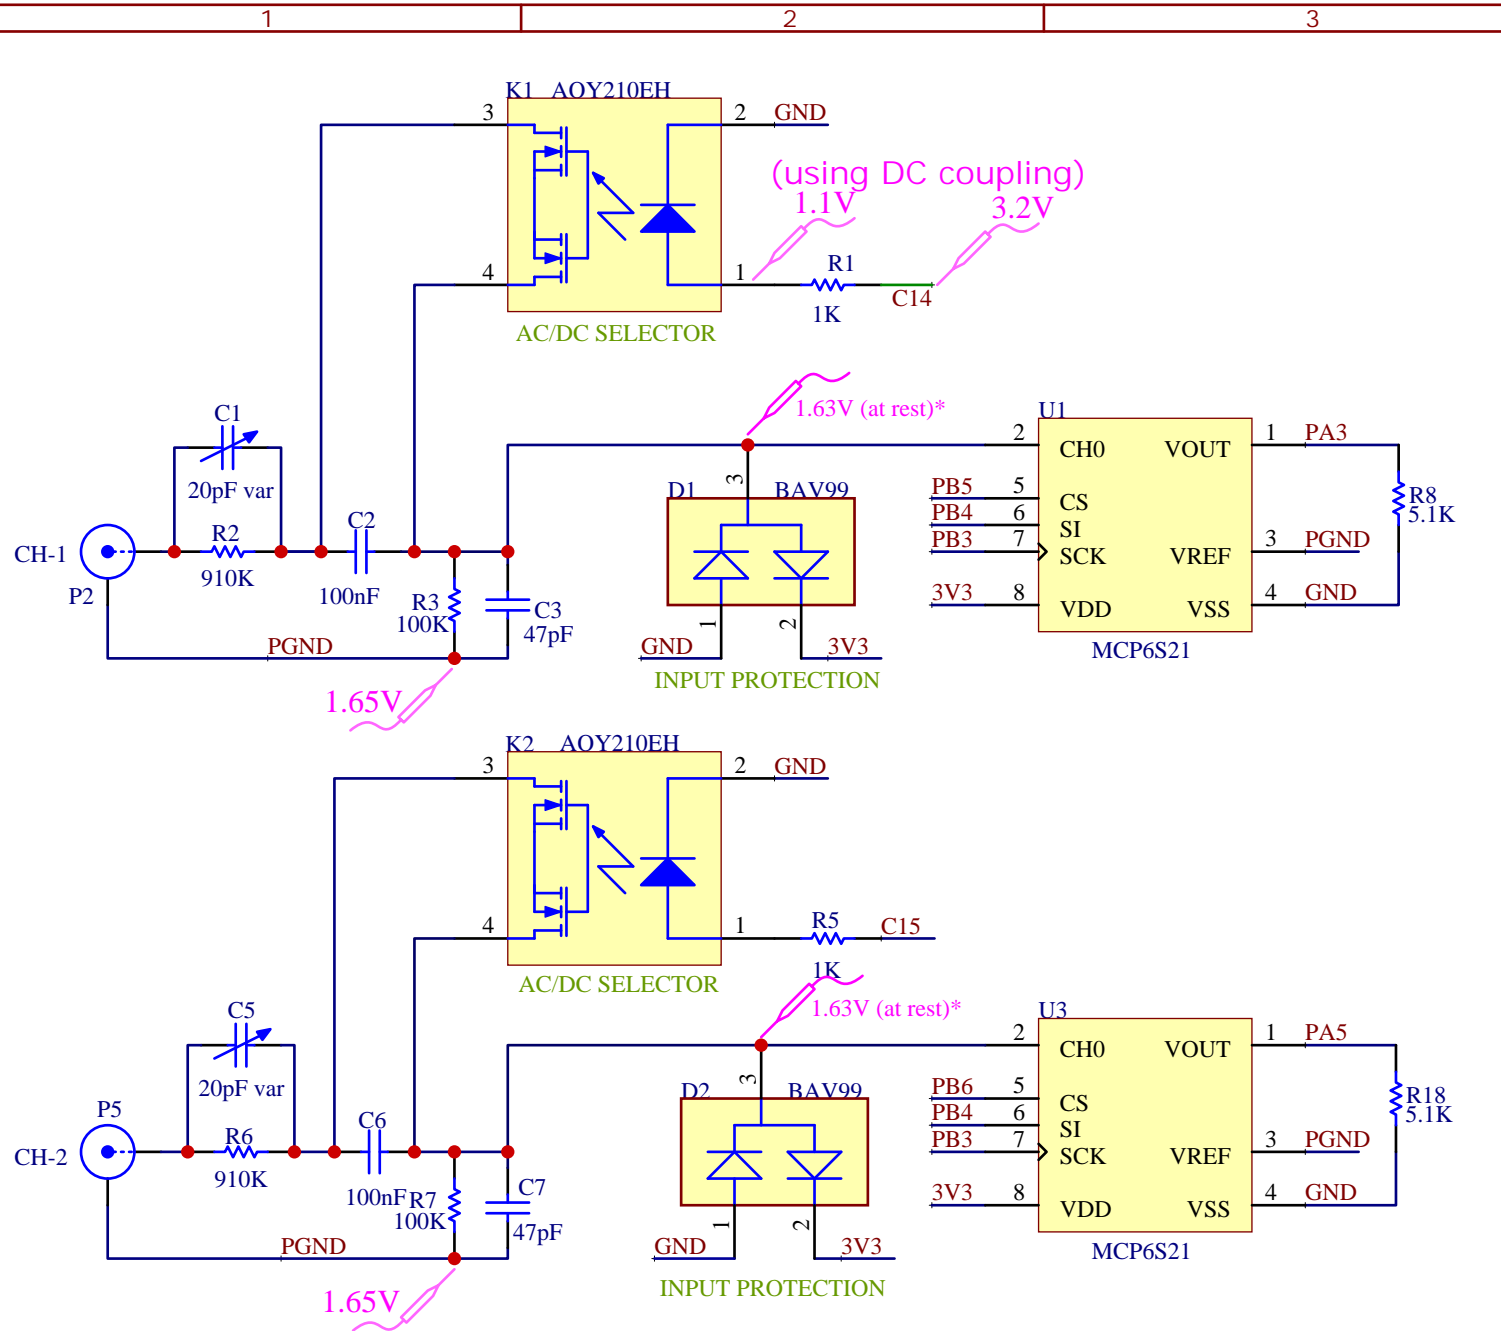 1
2
3
K1 AQY210EH
3
2
GND
(using DC coupling)
1.1V
3.2V
4
1
R1
C14
1K
AC/DC SELECTOR
1.63V (at rest)*
C1
20pF var
U1
2
CH0
VOUT
1
PA3
D1
3
BAV99
PB5
5
CS
PB4
6
SI
PB3
7
SCK
R8
5.1K
R2
C2
CH-1
910K
100nF
P2
VREF
3
PGND
R3
100K
C3
47pF
3V3
8
VDD
VSS
4
GND
1
2
PGND
GND
3V3
MCP6S21
INPUT PROTECTION
1.65V
K2 AQY210EH
3
2
GND
4
1
R5
C15
1K
AC/DC SELECTOR
1.63V (at rest)*
C5
20pF var
U3
2
CH0
VOUT
1
PA5
D2
3
BAV99
PB6
5
CS
PB4
6
SI
PB3
7
SCK
R18
5.1K
P5
R6
C6
CH-2
910K
100nF
VREF
3
PGND
R7
100K
C7
47pF
3V3
8
VDD
VSS
4
GND
1
2
PGND
GND
3V3
MCP6S21
INPUT PROTECTION
1.65V